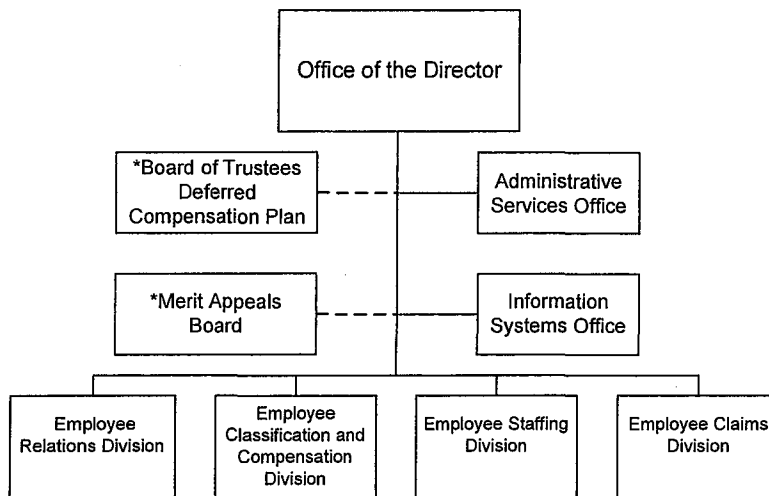 Office of the Director
*Board of Trustees
Deferred
Compensation Plan
Administrative
Services Office
*Merit Appeals
Board
Information
Systems Office
Employee
Relations Division
Employee
Classification and
Compensation
Division
Employee Staffing
Division
Employee Claims
Division